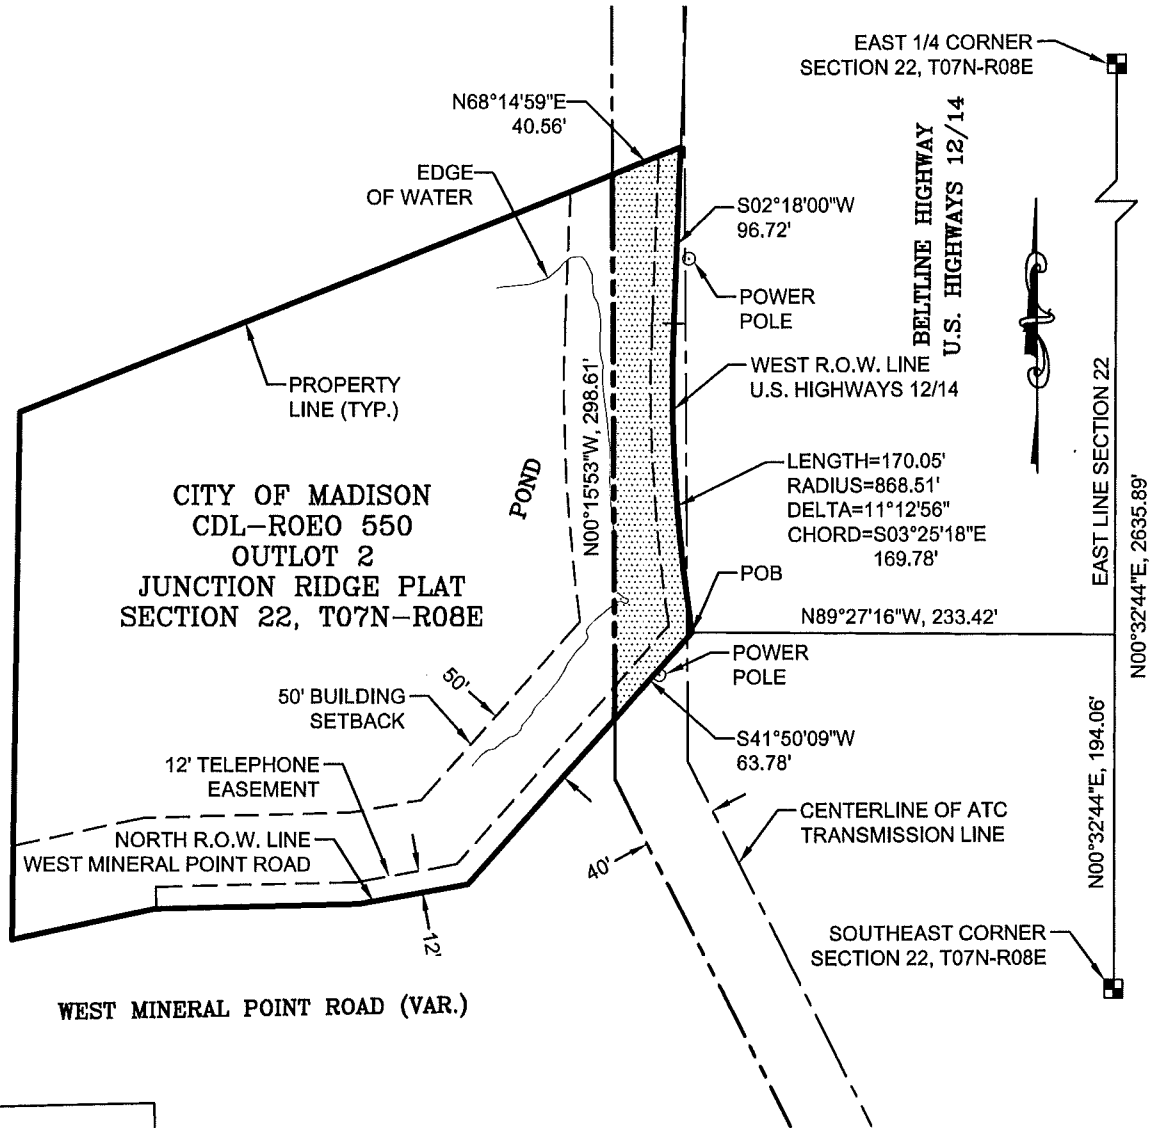 EAST 1/4 CORNER
SECTION 22, T07N-R08E
N68°14'59"E
40.56'
BELTLINE HIGHWAY
U.S. HIGHWAYS 12/14
EDGE
OF WATER
S02°18'00"W
96.72'
POWER
POLE
PROPERTY
LINE (TYP.)
WEST R.O.W. LINE
U.S. HIGHWAYS 12/14
EAST LINE SECTION 22
N00°32'44"E, 2635.89'
N00°15'53"W, 298.61'
POND
LENGTH=170.05'
RADIUS=868.51'
DELTA=11°12'56"
CHORD=S03°25'18"E
169.78'
CITY OF MADISON
CDL-ROEO 550
OUTLOT 2
JUNCTION RIDGE PLAT
SECTION 22, T07N-R08E
POB
N89°27'16"W, 233.42'
POWER
POLE
50'
50' BUILDING
SETBACK
S41°50'09"W
63.78'
N00°32'44"E, 194.06'
12' TELEPHONE
EASEMENT
CENTERLINE OF ATC
TRANSMISSION LINE
NORTH R.O.W. LINE
WEST MINERAL POINT ROAD
40'
12'
SOUTHEAST CORNER
SECTION 22, T07N-R08E
WEST MINERAL POINT ROAD (VAR.)